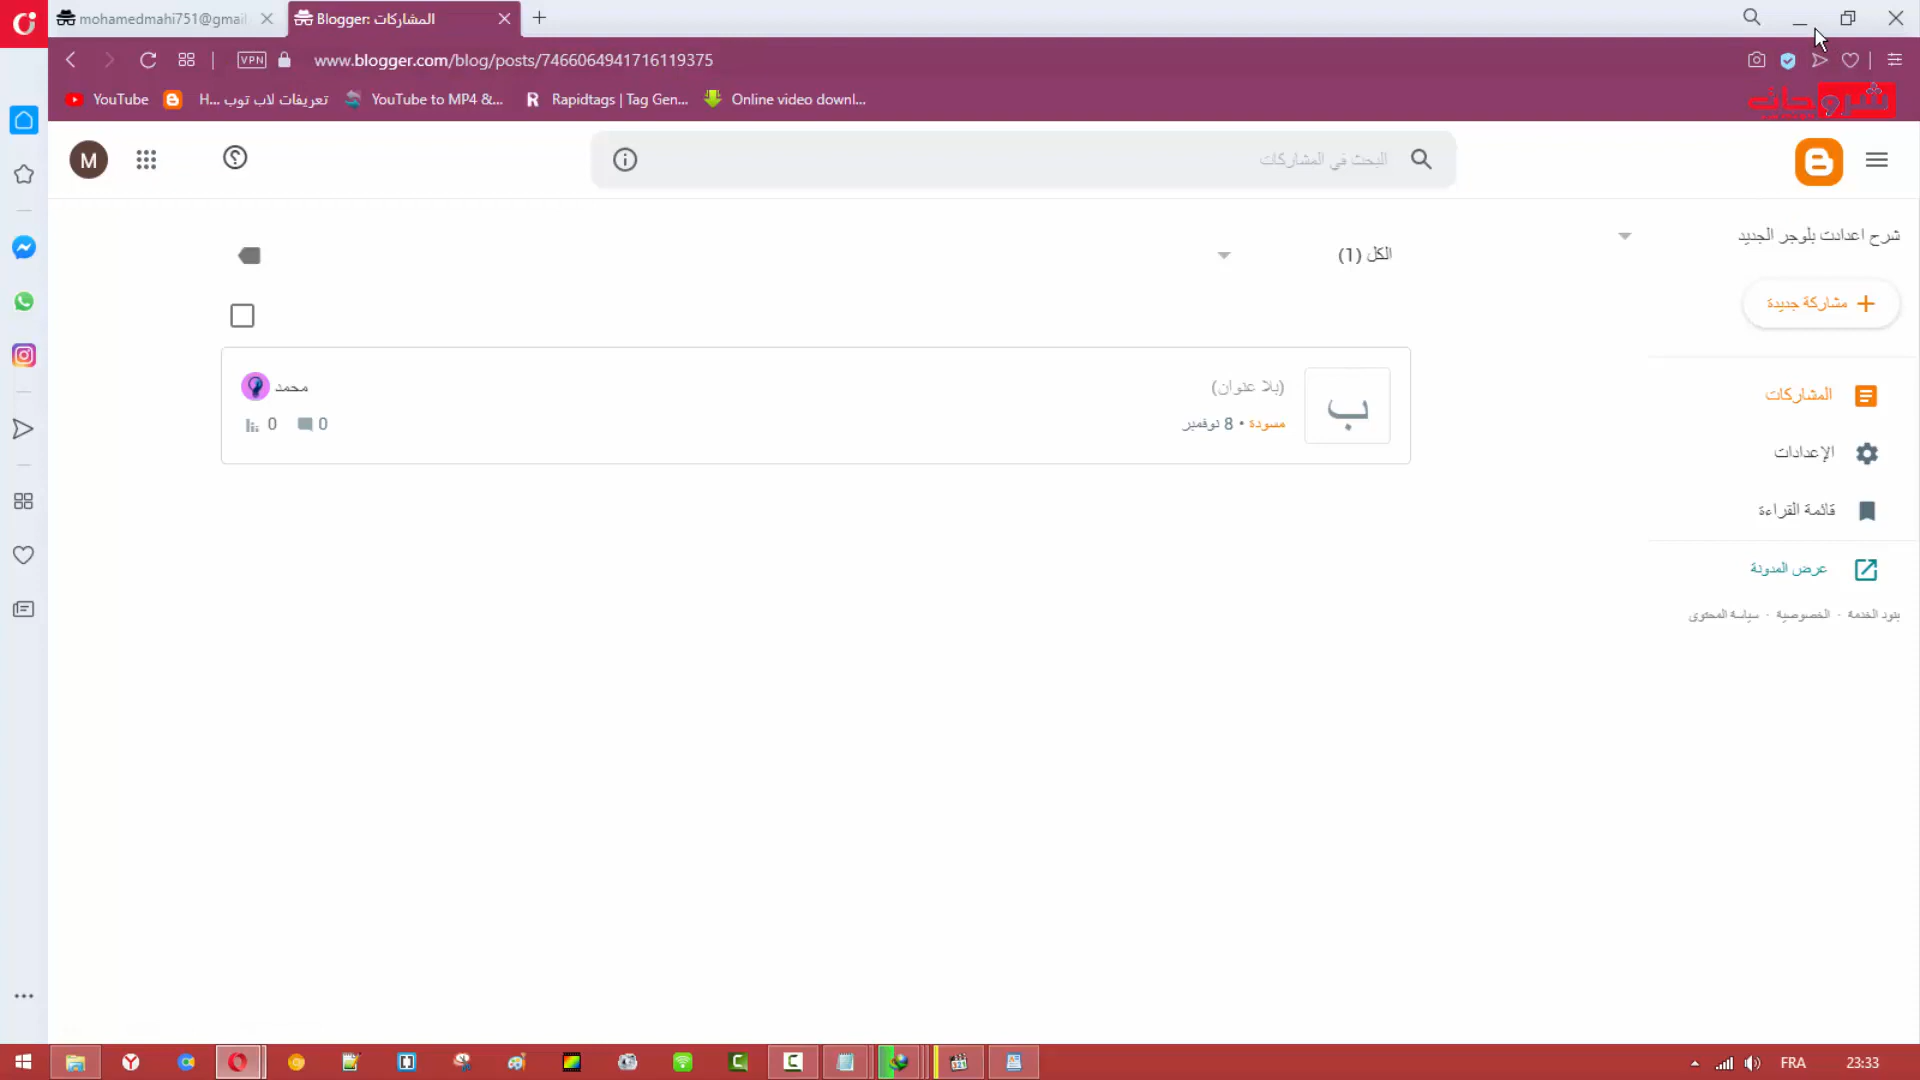 mohamedmahi751@gmail
Blogger: المشاركات
VPN
www.blogger.com/blog/posts/7466064941716119375
YouTube
تعريفات لاب توب ...H
YouTube to MP4 &...
Rapidtags | Tag Gen...
Online video downl...
شروحات
M
البحث في المشاركات
شرح اعدادت بلوجر الجديد
الكل (1)
مشاركة جديدة
(بلا عنوان)
محمد
ب
مسودة • 8 نوفمبر
0
0
المشاركات
الإعدادات
قائمة القراءة
عرض المدونة
بنود الخدمة · الخصوصية · سياسة المحتوى
FRA
23:33